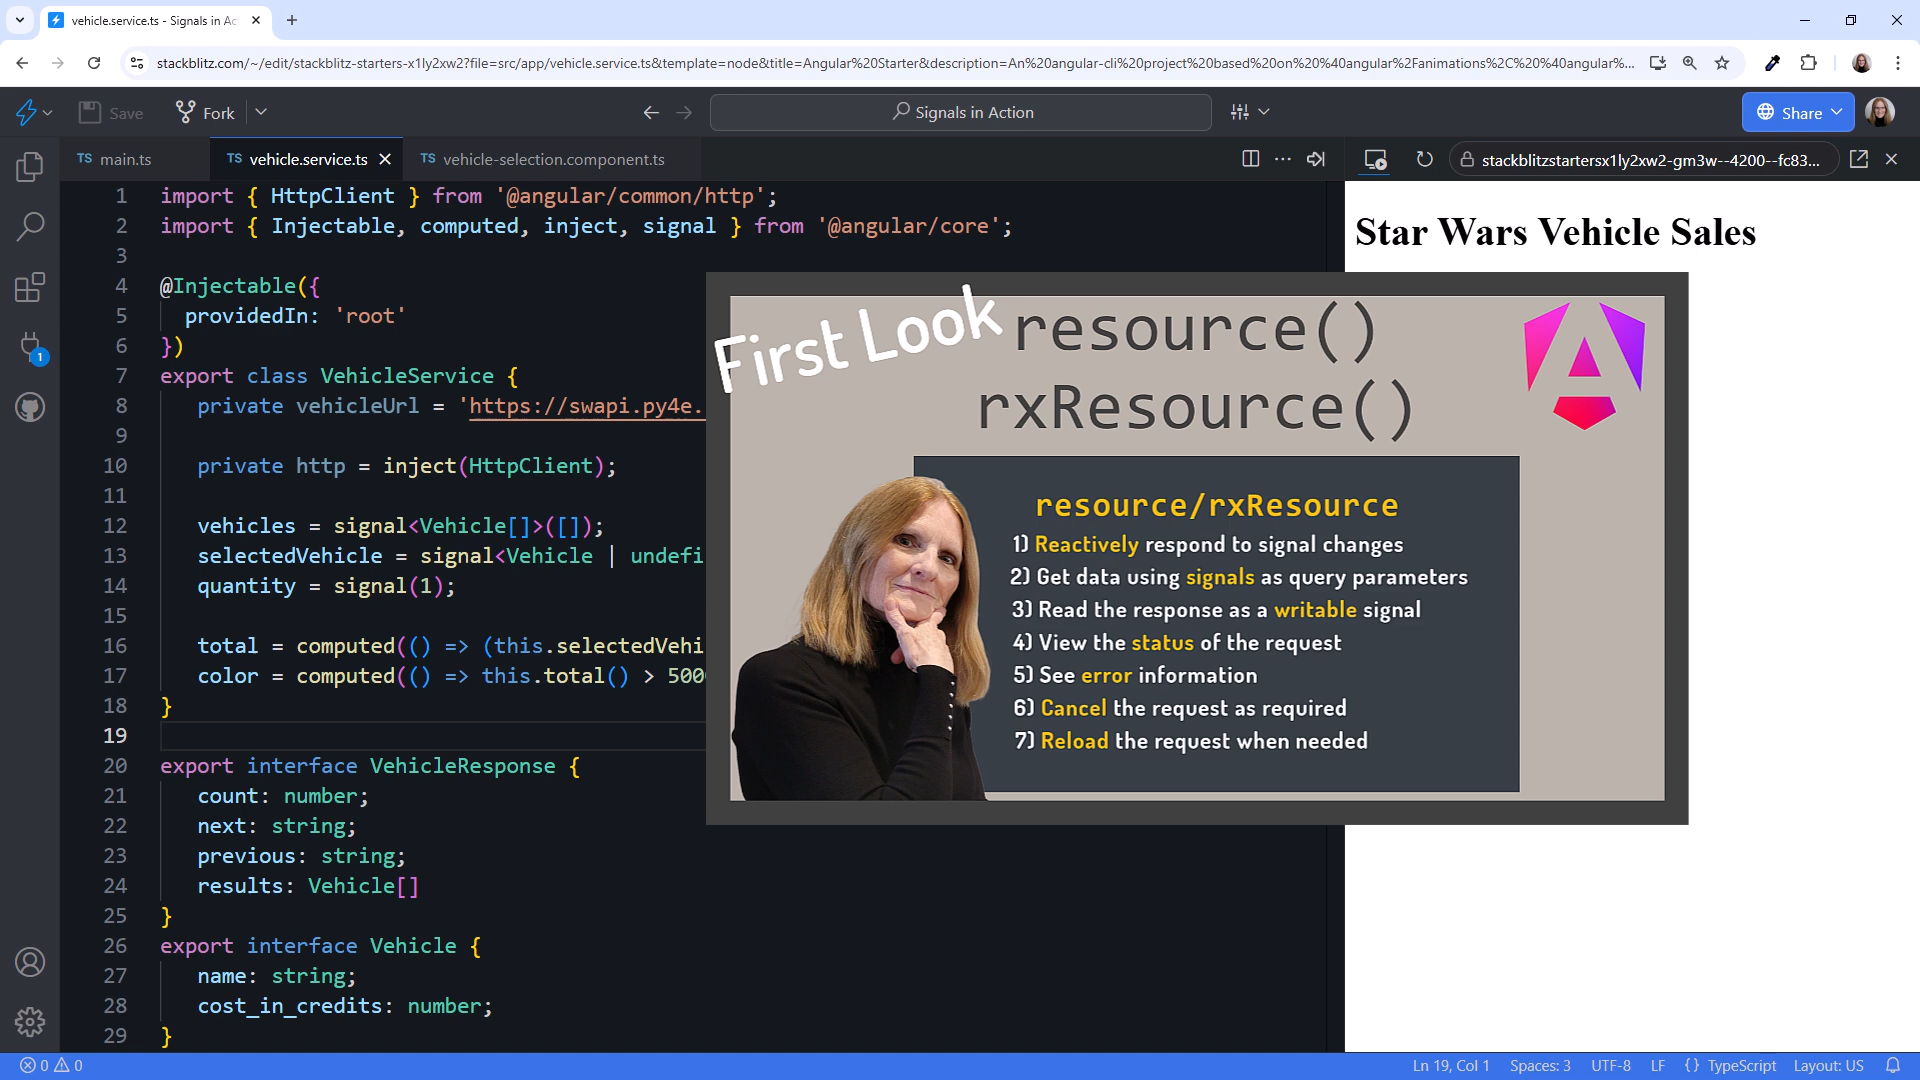 vehicle.service.ts - Signals in Ac
stackblitz.com/~/edit/stackblitz-starters-x1ly2xw2?file=src/app/vehicle.service.ts&template=node&title=Angular%20Starter&description=An%20angular-cli%20project%20based%20on%20%40angular%2Fanimations%2C%20%40angular%...
Save
Fork
Signals in Action
Share
TS main.ts
TS vehicle.service.ts
TS vehicle-selection.component.ts
stackblitzstartersx1ly2xw2-gm3w--4200--fc83...
1
1 import { HttpClient } from '@angular/common/http';
2 import { Injectable, computed, inject, signal } from '@angular/core';
3
4 @Injectable({
5 providedIn: 'root'
6 })
7 export class VehicleService {
8 private vehicleUrl = 'https://swapi.py4e.
9
10 private http = inject(HttpClient);
11
12 vehicles = signal<Vehicle[]>([]);
13 selectedVehicle = signal<Vehicle | undefi
14 quantity = signal(1);
15
16 total = computed(() => (this.selectedVehi
17 color = computed(() => this.total() > 500
18 }
19
20 export interface VehicleResponse {
21 count: number;
22 next: string;
23 previous: string;
24 results: Vehicle[]
25 }
26 export interface Vehicle {
27 name: string;
28 cost_in_credits: number;
29 }
Star Wars Vehicle Sales
First Look
resource()
rxResource()
resource/rxResource
1) Reactively respond to signal changes
2) Get data using signals as query parameters
3) Read the response as a writable signal
4) View the status of the request
5) See error information
6) Cancel the request as required
7) Reload the request when needed
0 0
Ln 19, Col 1
Spaces: 3
UTF-8
LF
{} TypeScript
Layout: US